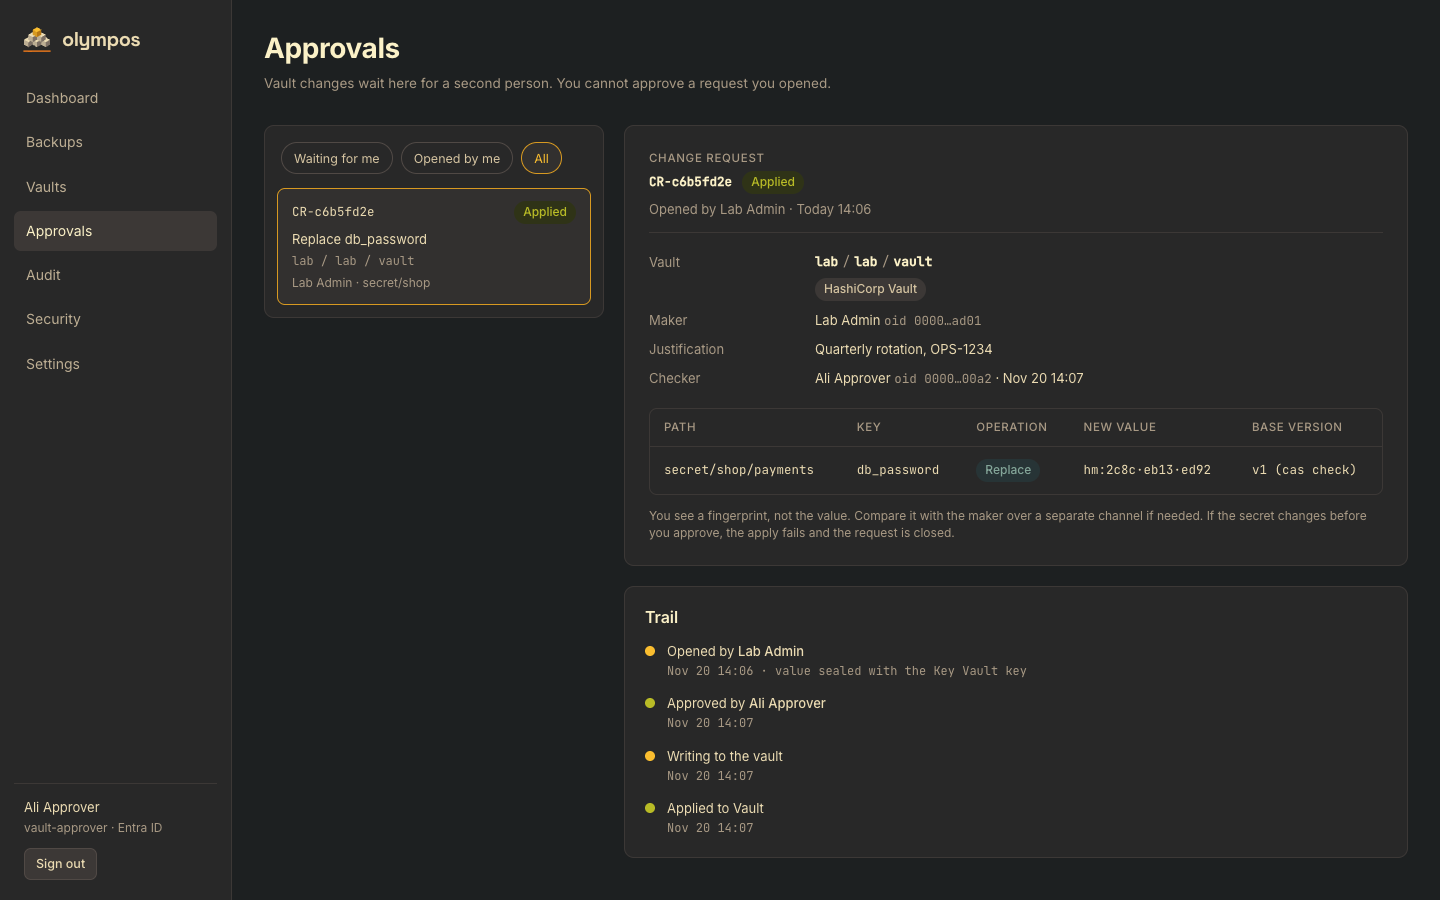 olympos
Dashboard
Backups
Vaults
Approvals
Audit
Security
Settings
Ali Approver
vault-approver · Entra ID
Sign out
Approvals
Vault changes wait here for a second person. You cannot approve a request you opened.
Waiting for me
Opened by me
All
CR-c6b5fd2e
Applied
Replace db_password
lab / lab / vault
Lab Admin · secret/shop
CHANGE REQUEST
CR-c6b5fd2e Applied
Opened by Lab Admin · Today 14:06
Vault lab / lab / vault
HashiCorp Vault
Maker Lab Admin oid 0000…ad01
Justification Quarterly rotation, OPS-1234
Checker Ali Approver oid 0000…00a2 · Nov 20 14:07
PATH KEY OPERATION NEW VALUE BASE VERSION
secret/shop/payments db_password Replace hm:2c8c·eb13·ed92 v1 (cas check)
You see a fingerprint, not the value. Compare it with the maker over a separate channel if needed. If the secret changes before
you approve, the apply fails and the request is closed.
Trail
Opened by Lab Admin
Nov 20 14:06 · value sealed with the Key Vault key
Approved by Ali Approver
Nov 20 14:07
Writing to the vault
Nov 20 14:07
Applied to Vault
Nov 20 14:07